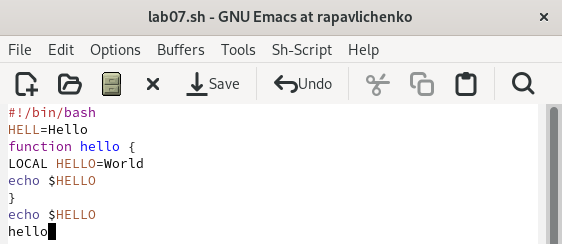 lab07.sh - GNU Emacs at rapavlichenko
File Edit Options Buffers Tools Sh-Script Help
Save Undo
#!/bin/bash
HELL=Hello
function hello {
LOCAL HELLO=World
echo $HELLO
}
echo $HELLO
hello